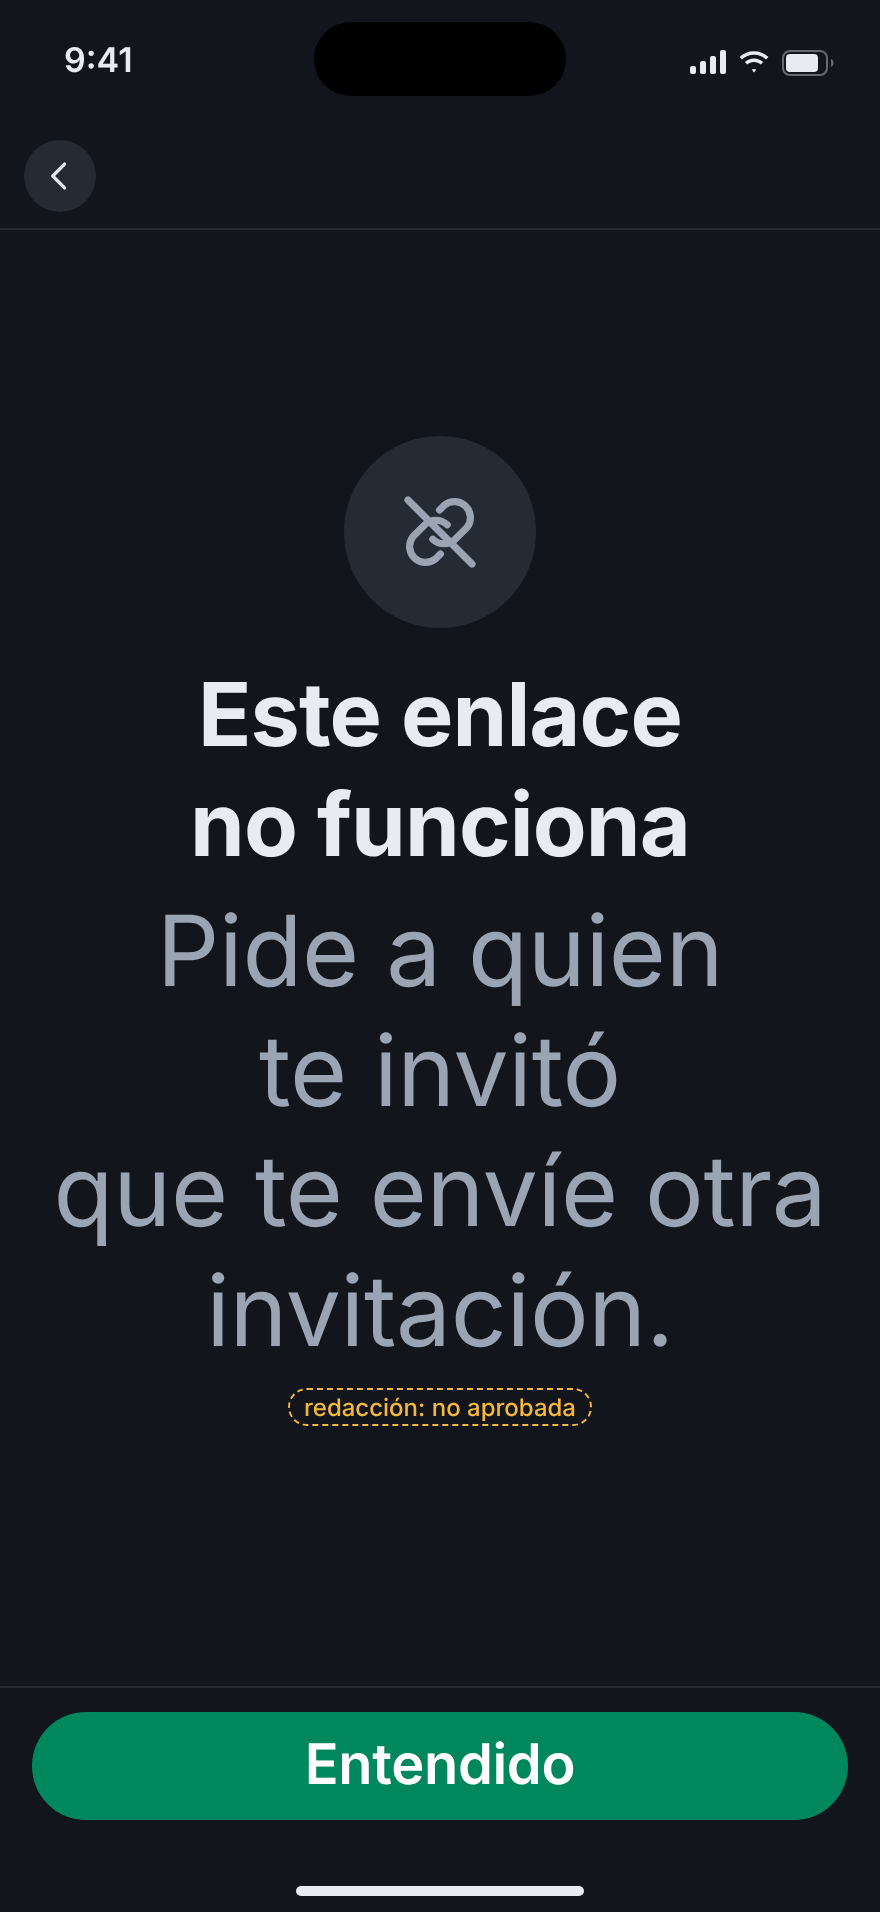 9:41
Este enlace
no funciona
Pide a quien
te invitó
que te envíe otra
invitación.
redacción: no aprobada
Entendido